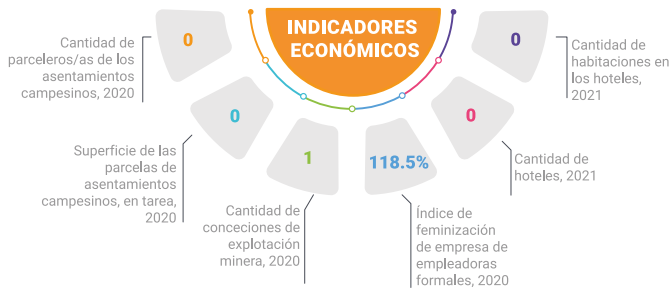 INDICADORES
ECONÓMICOS
0
Cantidad de
parceleros/as de los
asentamientos
campesinos, 2020
0
Superficie de las
parcelas de
asentamientos
campesinos, en tarea,
2020
1
Cantidad de
conceciones de
explotación
minera, 2020
118.5%
Índice de
feminización
de empresa de
empleadoras
formales, 2020
0
Cantidad de
hoteles, 2021
0
Cantidad de
habitaciones en
los hoteles,
2021